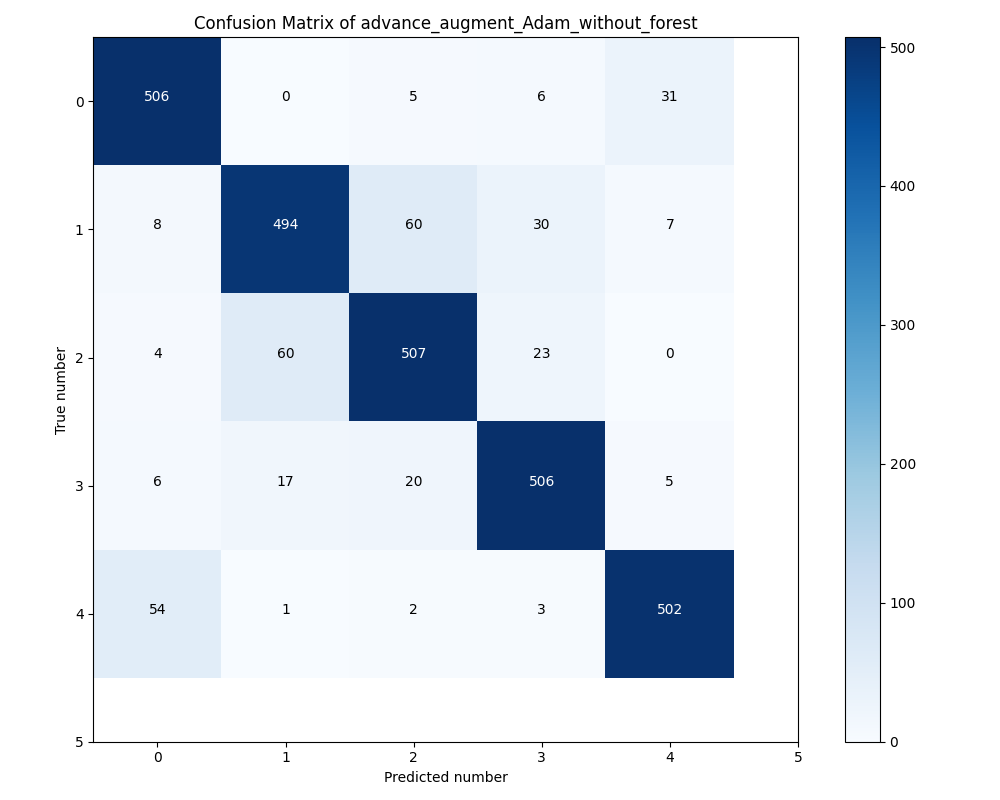 Confusion Matrix of advance_augment_Adam_without_forest
0 506 0 5 6 31
1 8 494 60 30 7
2 4 60 507 23 0
3 6 17 20 506 5
4 54 1 2 3 502
5
0 1 2 3 4 5
Predicted number
True number
500
400
300
200
100
0